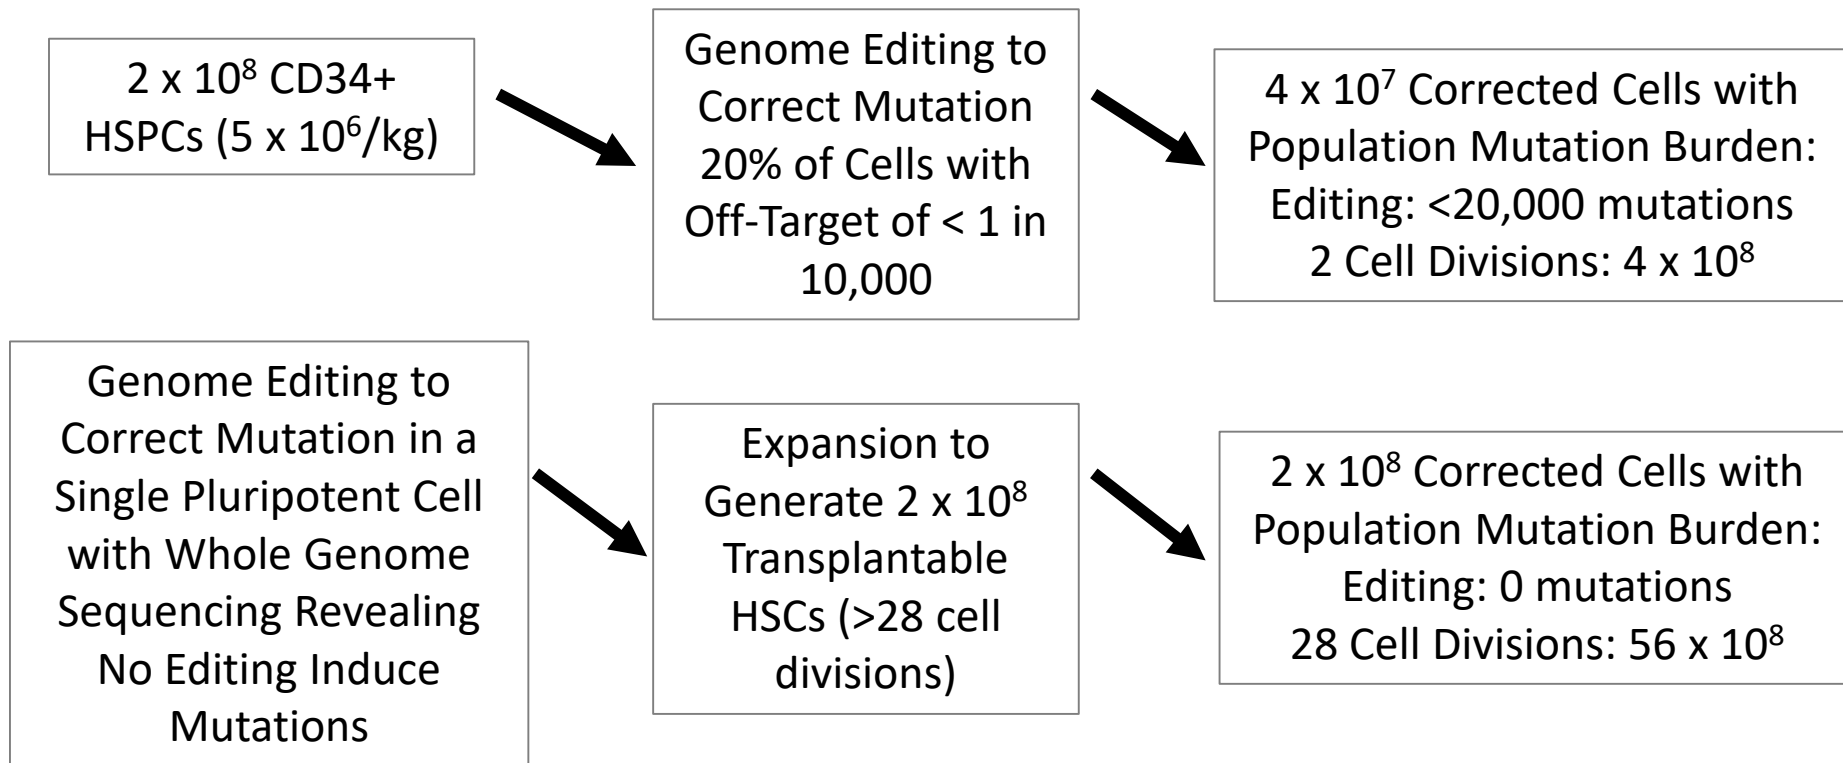 2 x 10⁸ CD34+
HSPCs (5 x 10⁶/kg)
Genome Editing to
Correct Mutation
20% of Cells with
Off-Target of < 1 in
10,000
4 x 10⁷ Corrected Cells with
Population Mutation Burden:
Editing: <20,000 mutations
2 Cell Divisions: 4 x 10⁸
Genome Editing to
Correct Mutation in a
Single Pluripotent Cell
with Whole Genome
Sequencing Revealing
No Editing Induce
Mutations
Expansion to
Generate 2 x 10⁸
Transplantable
HSCs (>28 cell
divisions)
2 x 10⁸ Corrected Cells with
Population Mutation Burden:
Editing: 0 mutations
28 Cell Divisions: 56 x 10⁸